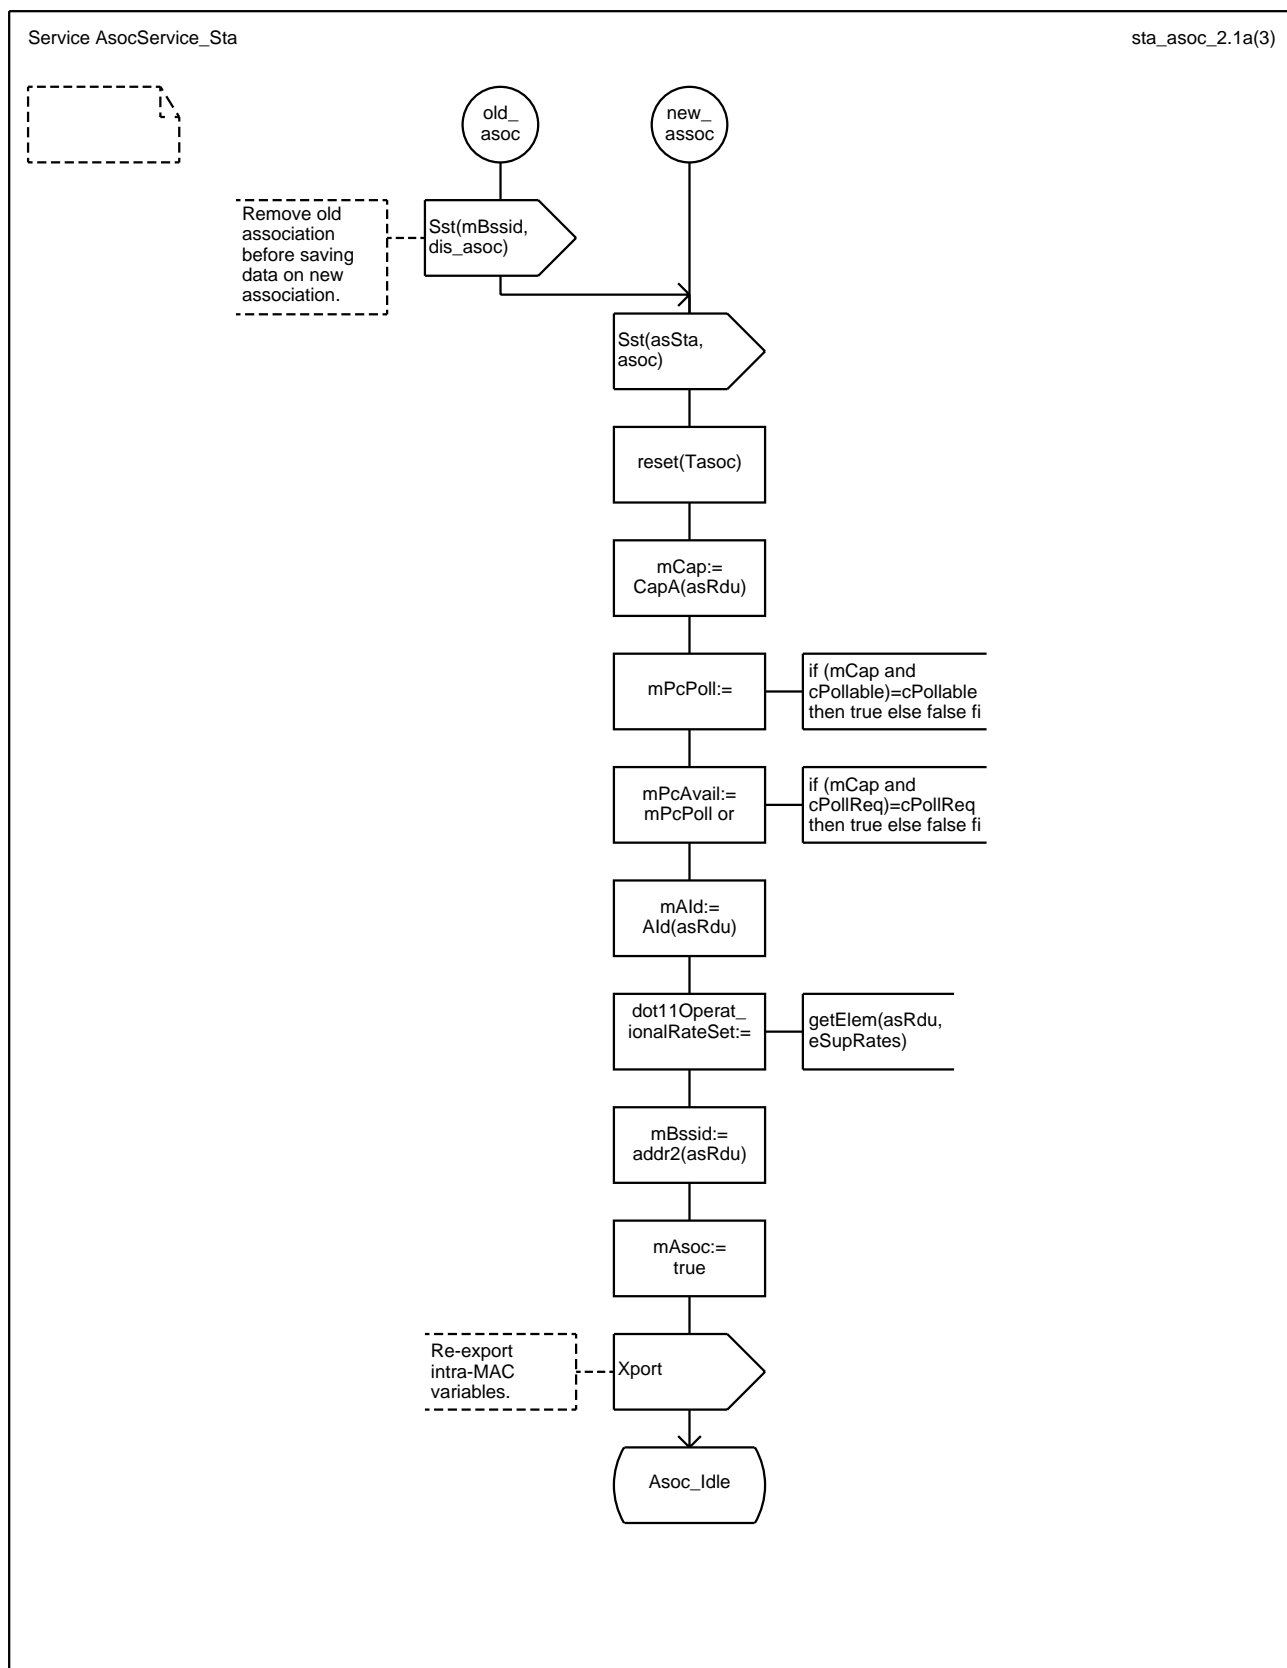 Service AsocService_Sta
sta_asoc_2.1a(3)
old_
asoc
new_
assoc
Remove old
association
before saving
data on new
association.
Sst(mBssid,
dis_asoc)
Sst(asSta,
asoc)
reset(Tasoc)
mCap:=
CapA(asRdu)
mPcPoll:=
if (mCap and
cPollable)=cPollable
then true else false fi
mPcAvail:=
mPcPoll or
if (mCap and
cPollReq)=cPollReq
then true else false fi
mAId:=
AId(asRdu)
dot11Operat_
ionalRateSet:=
getElem(asRdu,
eSupRates)
mBssid:=
addr2(asRdu)
mAsoc:=
true
Re-export
intra-MAC
variables.
Xport
Asoc_Idle